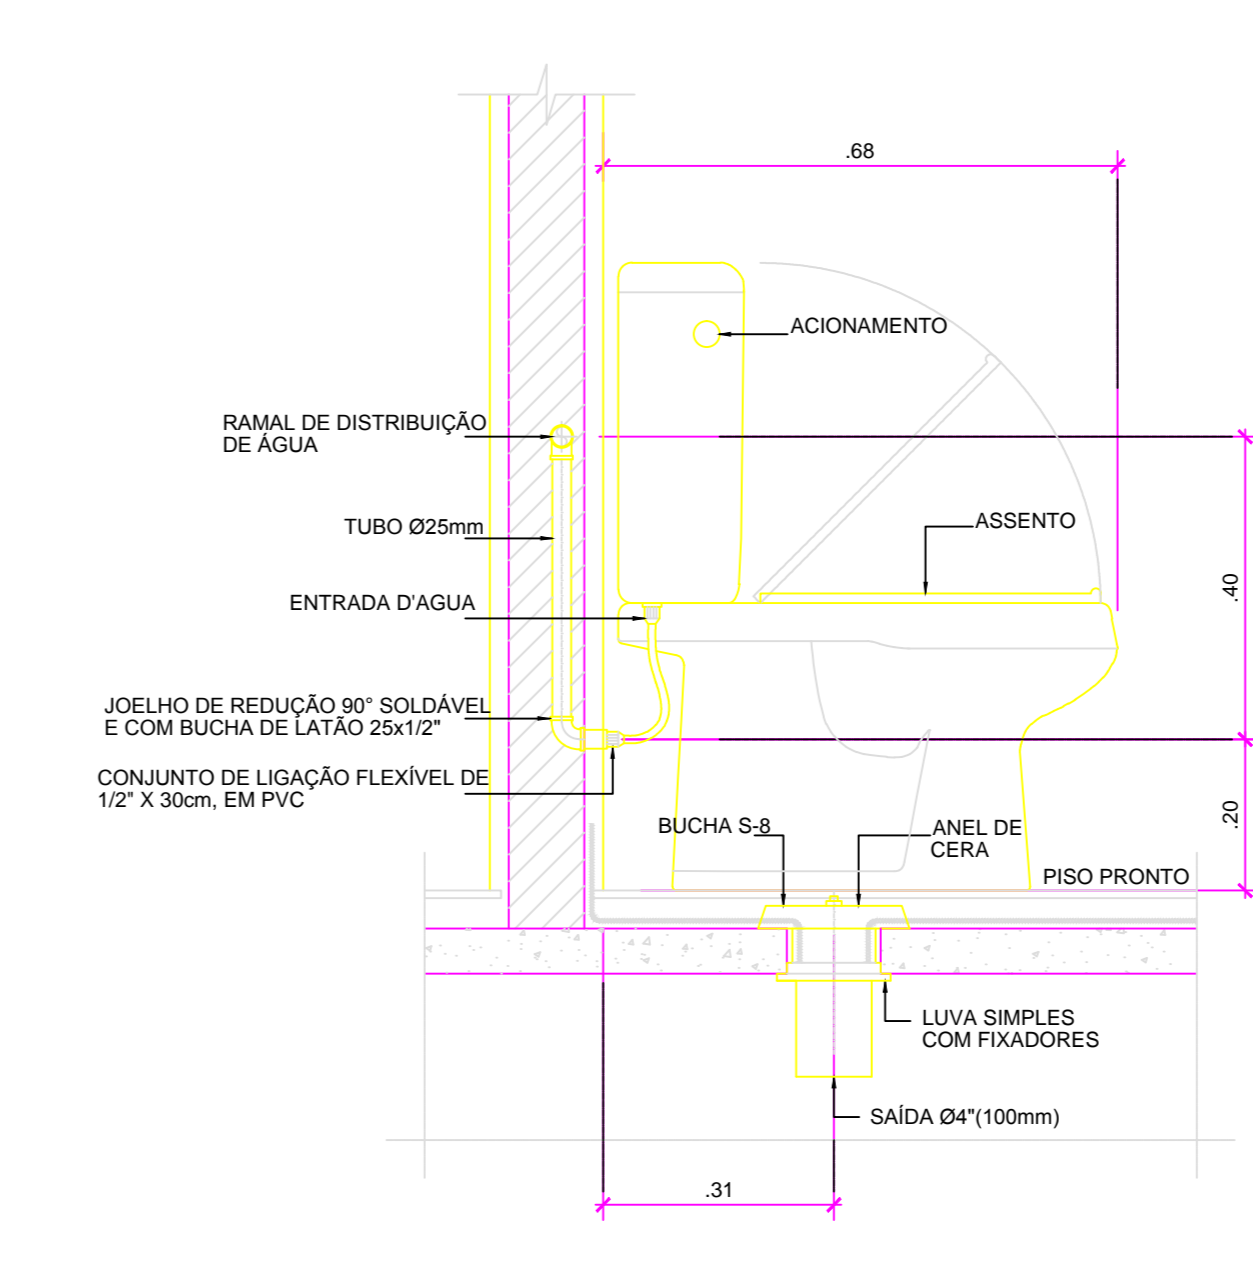 .68
ACIONAMENTO
RAMAL DE DISTRIBUIÇÃO
DE ÁGUA
TUBO Ø25mm
ASSENTO
.40
ENTRADA D'AGUA
JOELHO DE REDUÇÃO 90° SOLDÁVEL
E COM BUCHA DE LATÃO 25x1/2"
CONJUNTO DE LIGAÇÃO FLEXÍVEL DE
1/2" X 30cm, EM PVC
.20
BUCHA S-8
ANEL DE
CERA
PISO PRONTO
LUVA SIMPLES
COM FIXADORES
SAÍDA Ø4"(100mm)
.31